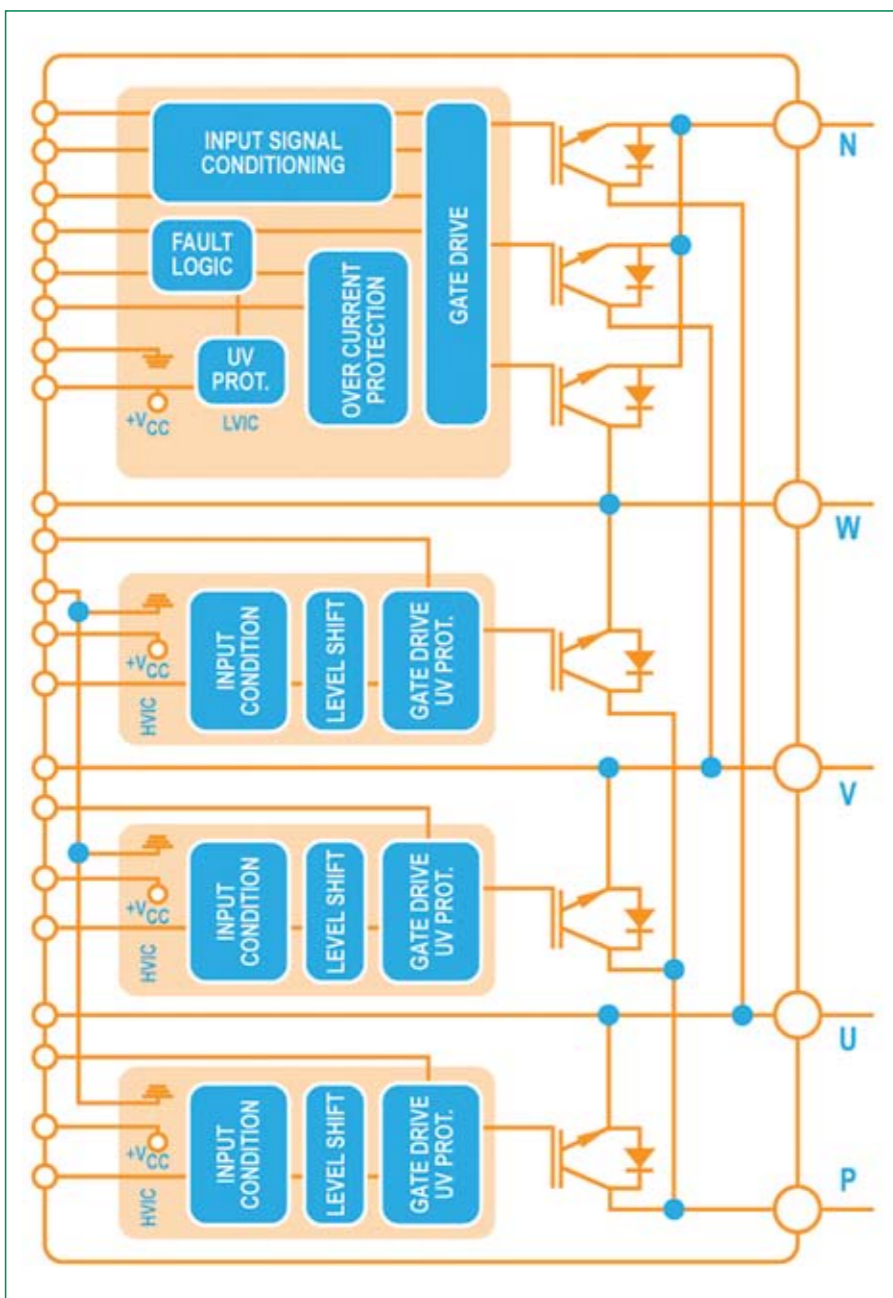 INPUT SIGNAL
CONDITIONING
FAULT
LOGIC
UV
PROT.
+VCC
LVIC
OVER CURRENT
PROTECTION
GATE DRIVE
N
W
+VCC
HVIC
INPUT
CONDITION
LEVEL SHIFT
GATE DRIVE
UV PROT.
V
+VCC
HVIC
INPUT
CONDITION
LEVEL SHIFT
GATE DRIVE
UV PROT.
U
+VCC
HVIC
INPUT
CONDITION
LEVEL SHIFT
GATE DRIVE
UV PROT.
P